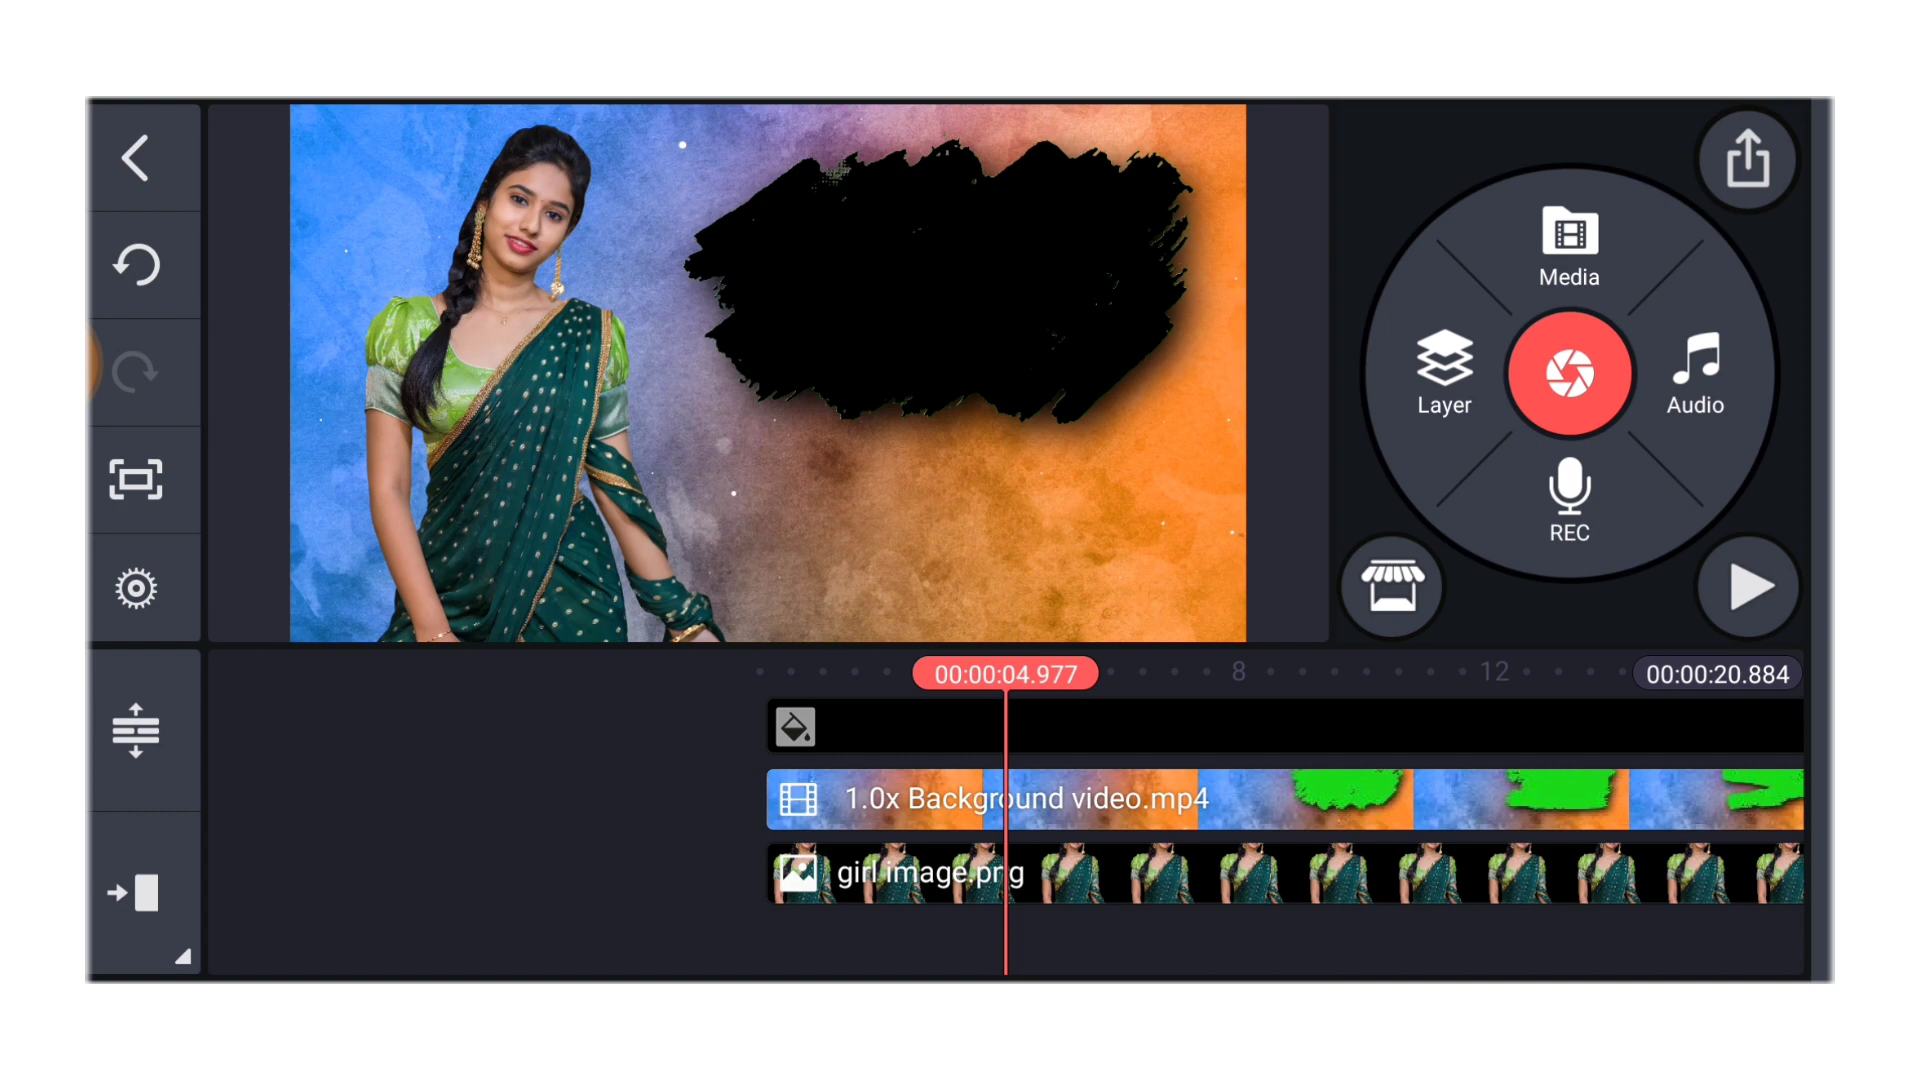 Media
Layer
Audio
REC
00:00:04.977
8
12
00:00:20.884
1.0x Background video.mp4
girl image.png